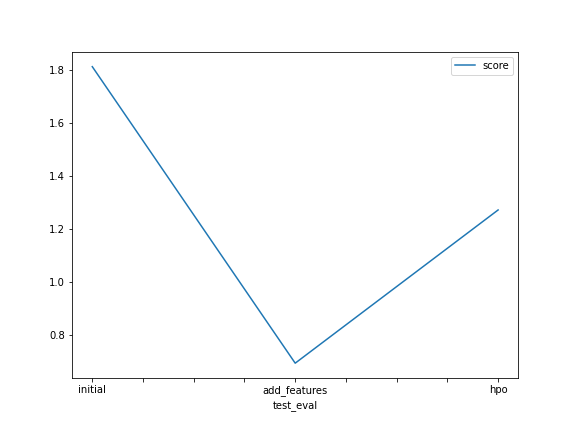 score
1.8
1.6
1.4
1.2
1.0
0.8
initial
add_features
hpo
test_eval